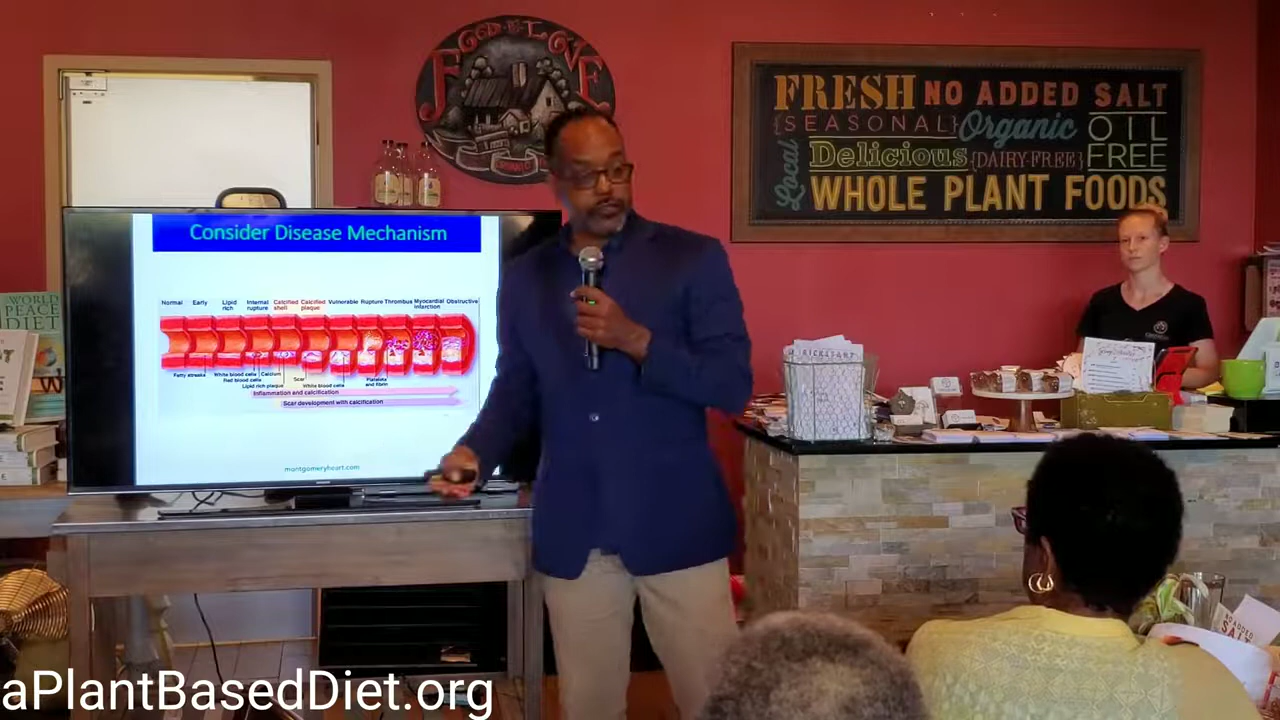 FOOD IS LOVE
FRESH NO ADDED SALT
{SEASONAL} Organic OIL
Local Delicious {DAIRY-FREE} FREE
WHOLE PLANT FOODS
Consider Disease Mechanism
Normal Early Lipid rich Internal rupture Calcified shell Calcified plaque Vulnerable Rupture Thrombus Myocardial infarction Obstructive
Fatty streaks White blood cells Calcium
Red blood cells Scar Platelets and fibrin
Lipid rich plaque White blood cells
Inflammation and calcification
Scar development with calcification
montgomeryheart.com
WORLD
PEACE
DIET
KICKSTART
SALT
aPlantBasedDiet.org